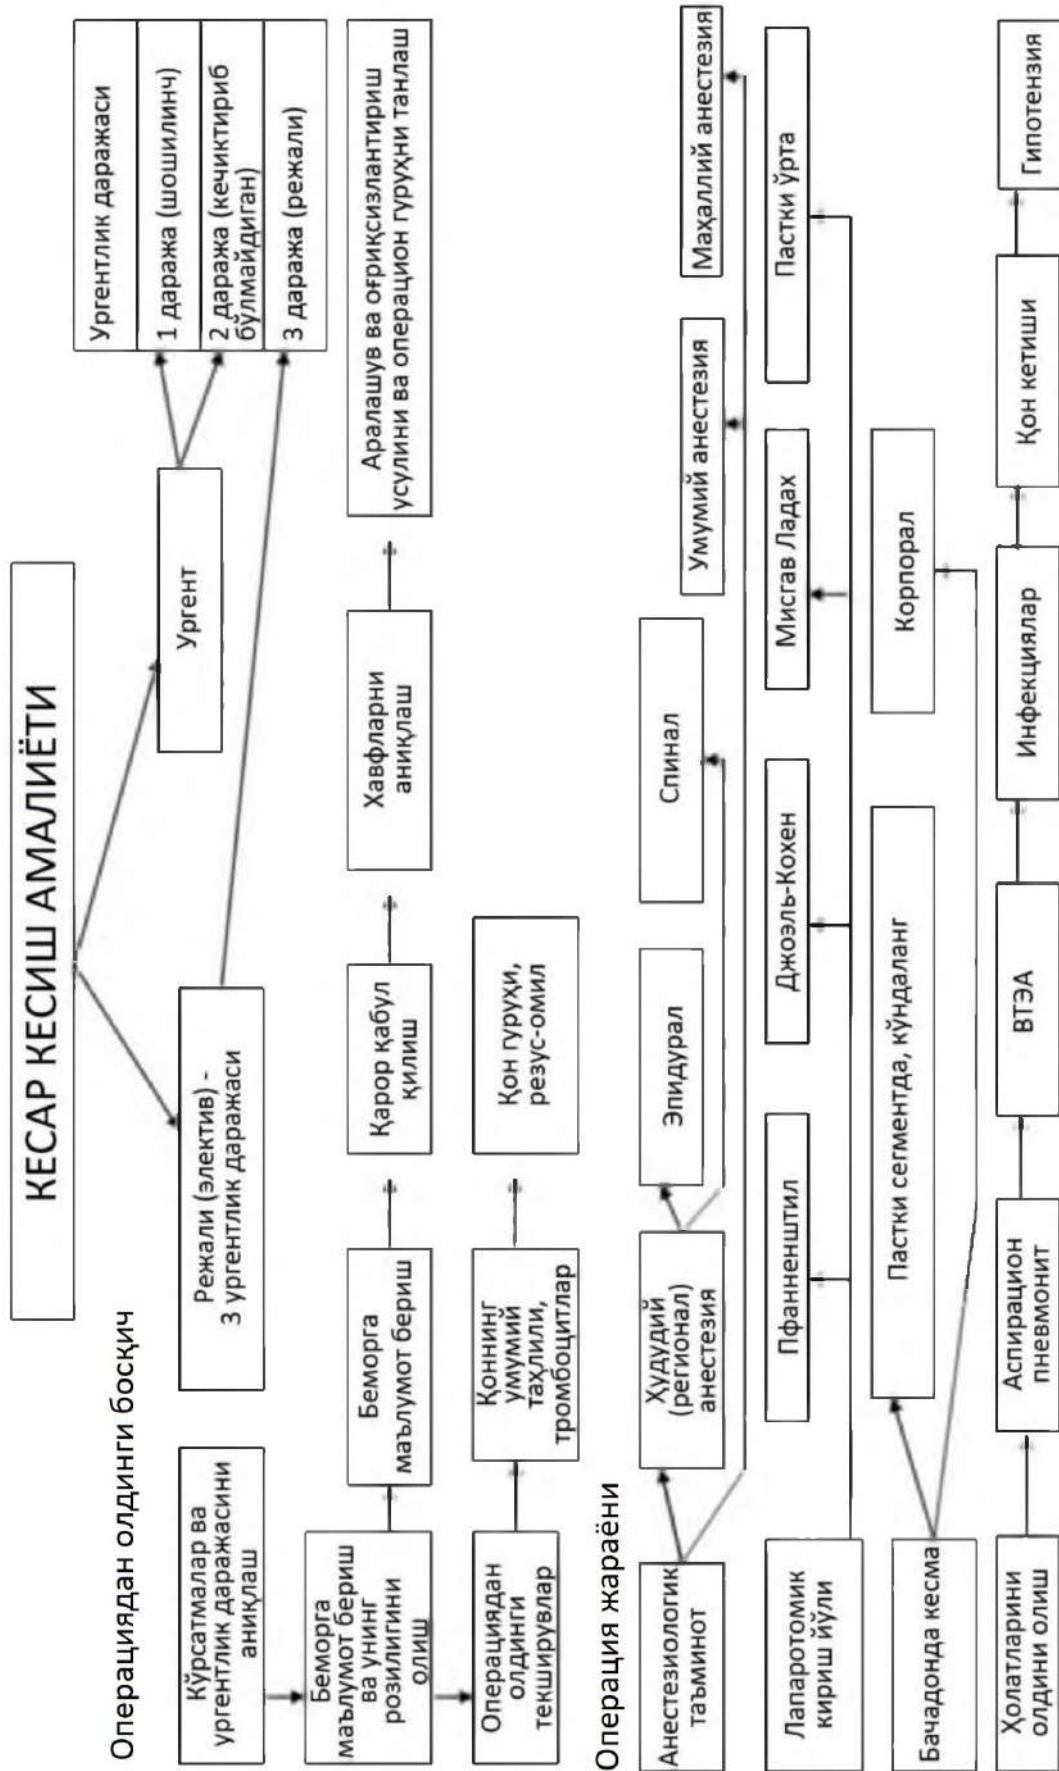 КЕСАР КЕСИШ АМАЛИЁТИ
Операциядан олдинги босқич
Кўрсатмалар ва
ургентлик даражасини
аниқлаш
Режали (электив) -
3 ургентлик даражаси
Ургент
Ургентлик даражаси
1 даража (шошилинч)
2 даража (кечиктириб
бўлмайдиган)
3 даража (режали)
Беморга
маълумот бериш
ва унинг
розилигини
олиш
Беморга
маълумот бериш
Қарор қабул
қилиш
Хавфларни
аниқлаш
Аралашув ва оғриқсизлантириш
усулини ва операцион гуруҳни танлаш
Операциядан
олдинги
текширувлар
Қоннинг
умумий
таҳлили,
тромбоцитлар
Қон гуруҳи,
резус-омил
Операция жараёни
Анестезиологик
таъминот
Ҳудудий
(регионал)
анестезия
Эпидурал
Спинал
Умумий анестезия
Маҳаллий анестезия
Лапаротомик
кириш йўли
Пфанненштил
Джоэль-Кохен
Мисгав Ладах
Пастки ўрта
Бачадонда кесма
Пастки сегментда, кўндаланг
Корпорал
Ҳолатларини
олдини олиш
Аспирацион
пневмонит
ВТЭА
Инфекциялар
Қон кетиши
Гипотензия